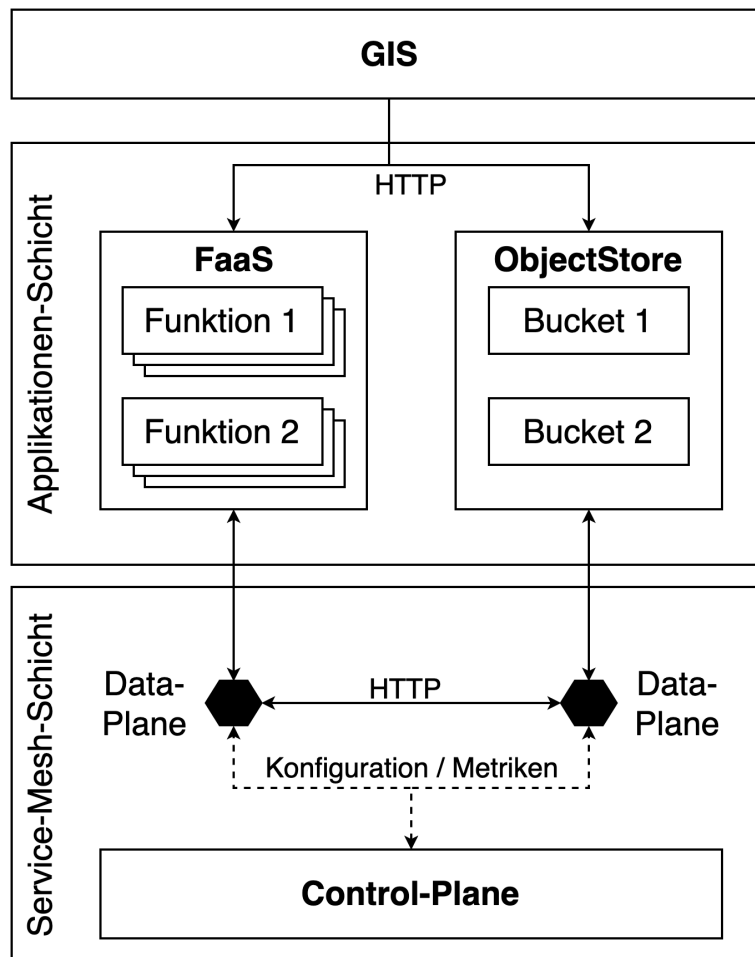 GIS
Applikationen-Schicht
HTTP
FaaS
Funktion 1
Funktion 2
ObjectStore
Bucket 1
Bucket 2
Service-Mesh-Schicht
Data-
Plane
HTTP
Data-
Plane
Konfiguration / Metriken
Control-Plane